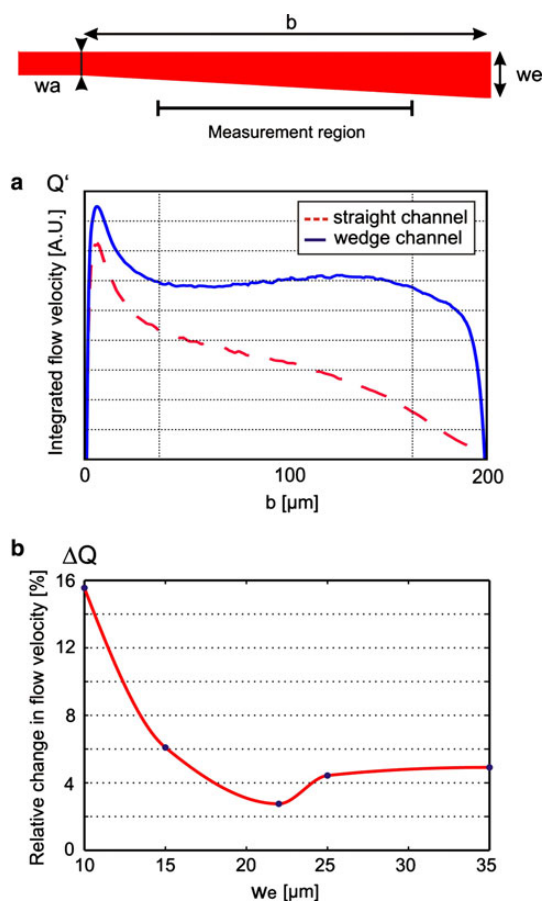 b
wa
we
Measurement region
a Q'
Integrated flow velocity [A.U.]
straight channel
wedge channel
0 100 200
b [µm]
b ΔQ
Relative change in flow velocity [%]
16
12
8
4
0
10 15 20 25 30 35
We [µm]